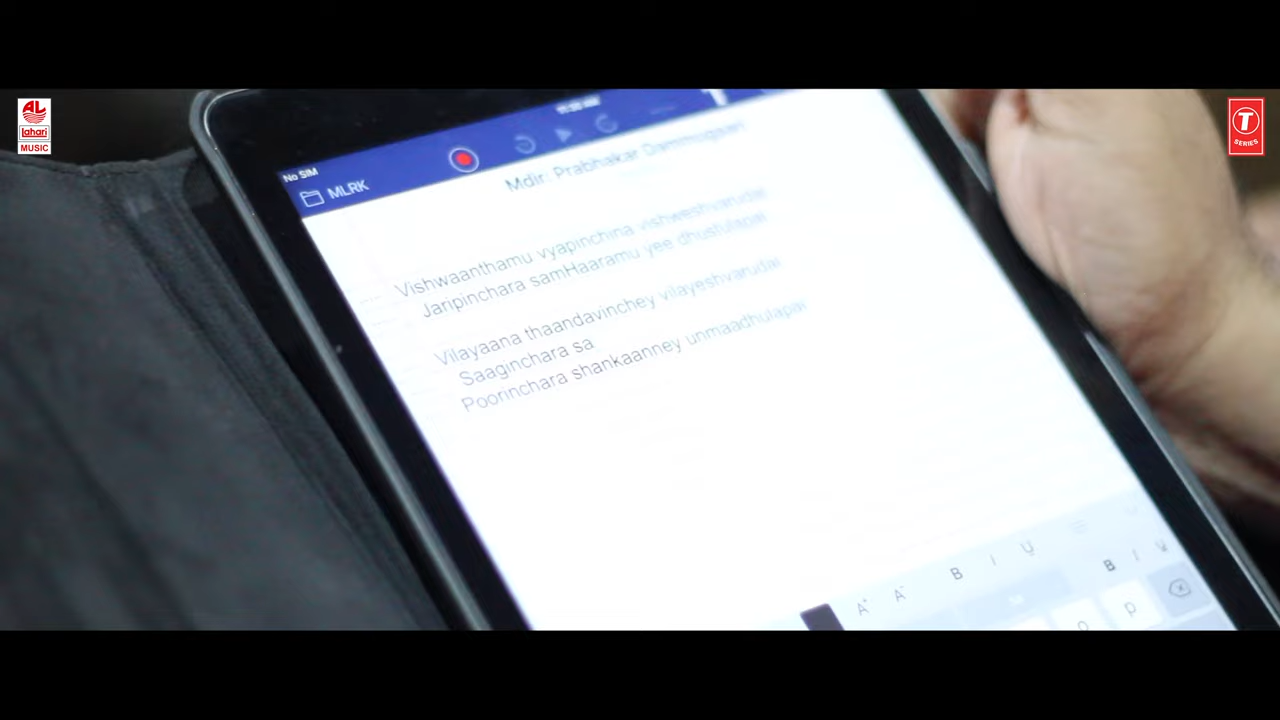 AL
lahari
MUSIC
T
SERIES
No SIM
MLRK
Mdir: Prabhakar
Vishwaanthamu vyapinchina vishweshvarudai
Jaripinchara samHaaramu yee dhustulapai
Vilayaana thaandavinchey vilayeshvarudai
Saaginchara sa
Poorinchara shankaanney unmaadhulapai
A+ A- B I U
B I U
o p